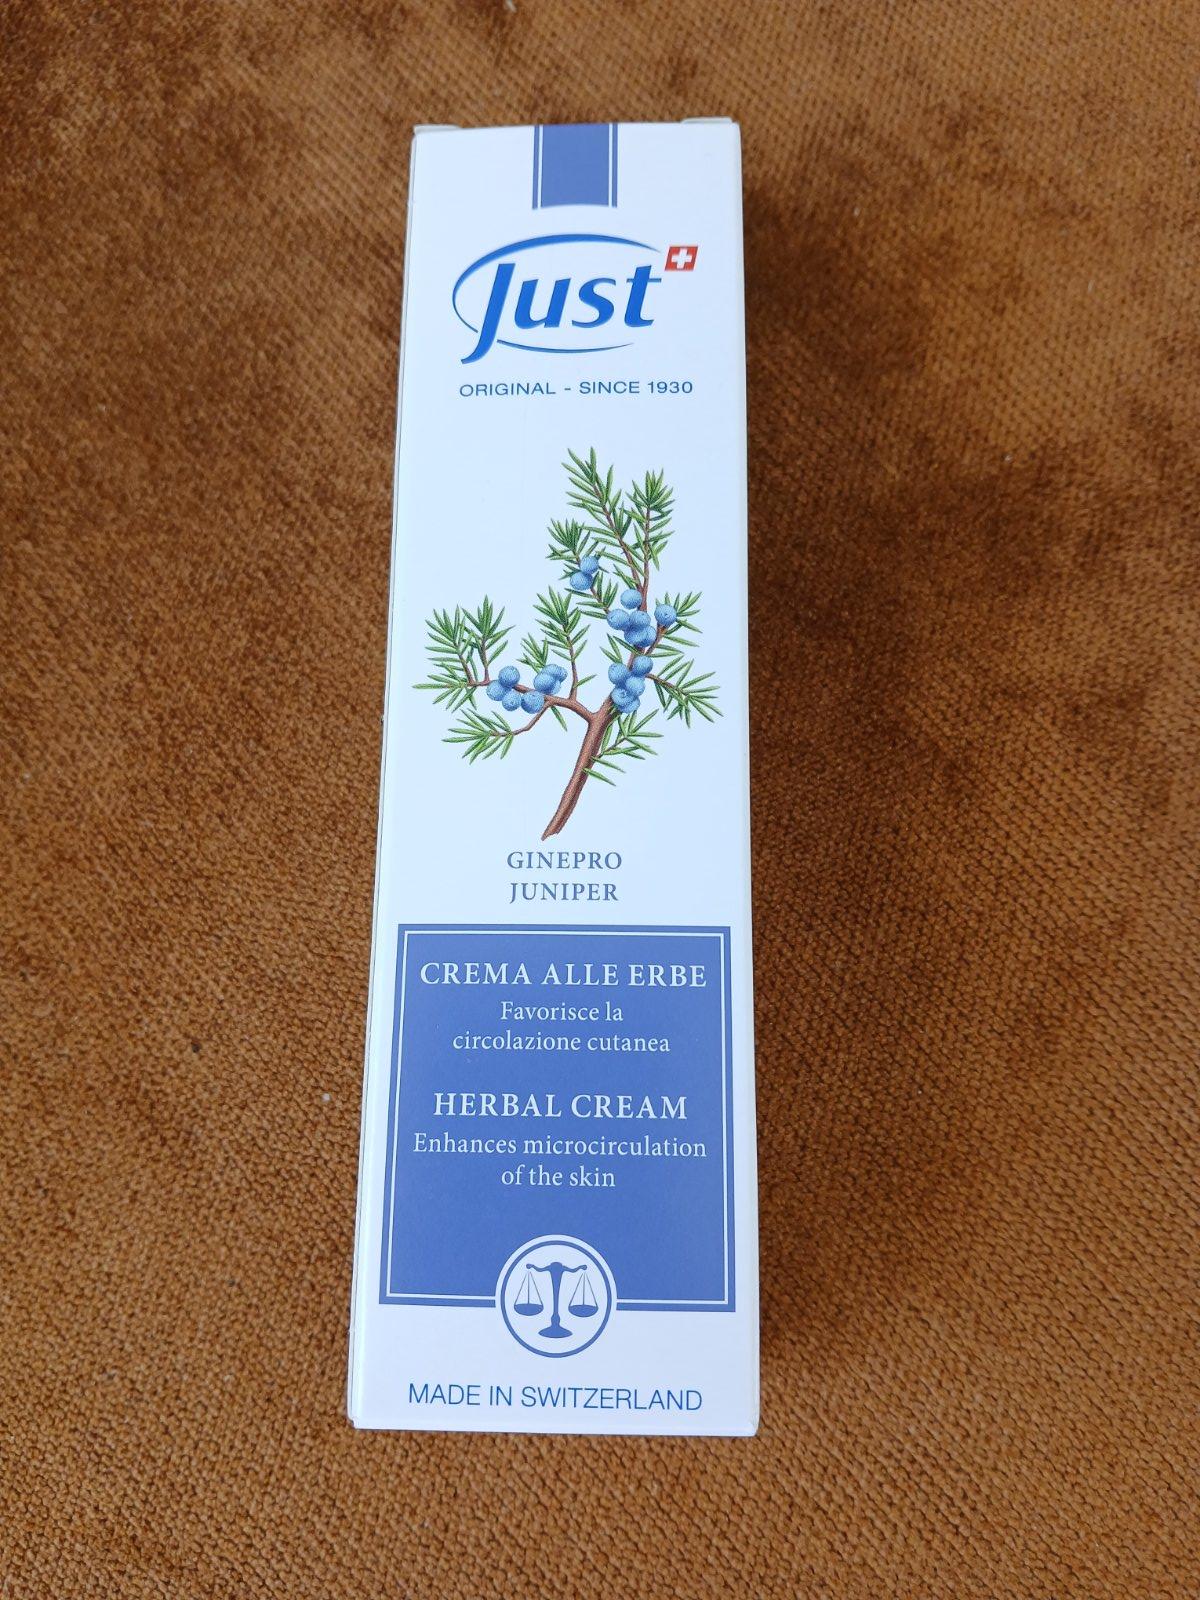 Just
ORIGINAL - SINCE 1930
GINEPRO
JUNIPER
CREMA ALLE ERBE
Favorisce la
circolazione cutanea
HERBAL CREAM
Enhances microcirculation
of the skin
MADE IN SWITZERLAND